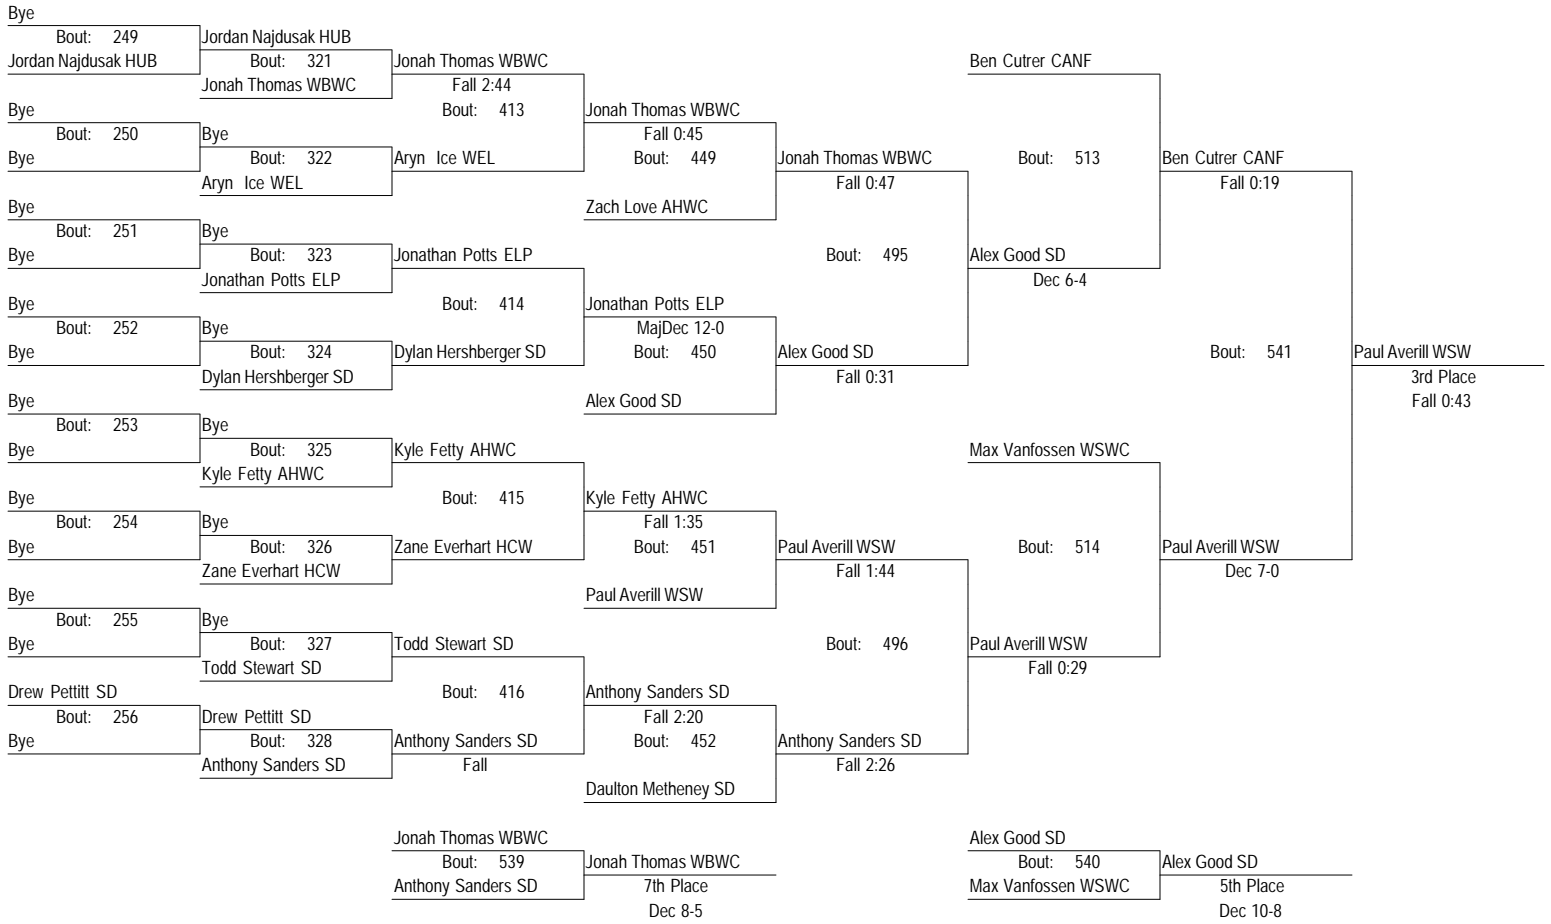 Bye
Bout: 249 Jordan Najdusak HUB
Jordan Najdusak HUB Bout: 321 Jonah Thomas WBWC Ben Cutrer CANF
Jonah Thomas WBWC Fall 2:44
Bye Bout: 413 Jonah Thomas WBWC
Bout: 250 Bye Fall 0:45
Bye Bout: 322 Aryn Ice WEL Bout: 449 Jonah Thomas WBWC Bout: 513 Ben Cutrer CANF
Aryn Ice WEL Fall 0:47 Fall 0:19
Bye Zach Love AHWC
Bout: 251 Bye
Bye Bout: 323 Jonathan Potts ELP Bout: 495 Alex Good SD
Jonathan Potts ELP Dec 6-4
Bye Bout: 414 Jonathan Potts ELP
Bout: 252 Bye MajDec 12-0
Bye Bout: 324 Dylan Hershberger SD Bout: 450 Alex Good SD Bout: 541 Paul Averill WSW
Dylan Hershberger SD Fall 0:31 3rd Place
Bye Alex Good SD Fall 0:43
Bout: 253 Bye
Bye Bout: 325 Kyle Fetty AHWC Max Vanfossen WSWC
Kyle Fetty AHWC
Bye Bout: 415 Kyle Fetty AHWC
Bout: 254 Bye Fall 1:35
Bye Bout: 326 Zane Everhart HCW Bout: 451 Paul Averill WSW Bout: 514 Paul Averill WSW
Zane Everhart HCW Fall 1:44 Dec 7-0
Bye Paul Averill WSW
Bout: 255 Bye
Bye Bout: 327 Todd Stewart SD Bout: 496 Paul Averill WSW
Todd Stewart SD Fall 0:29
Drew Pettitt SD Bout: 416 Anthony Sanders SD
Bout: 256 Drew Pettitt SD Fall 2:20
Bye Bout: 328 Anthony Sanders SD Bout: 452 Anthony Sanders SD
Anthony Sanders SD Fall Fall 2:26
Daulton Metheney SD
Jonah Thomas WBWC Alex Good SD
Bout: 539 Jonah Thomas WBWC Bout: 540 Alex Good SD
Anthony Sanders SD 7th Place Max Vanfossen WSWC 5th Place
Dec 8-5 Dec 10-8